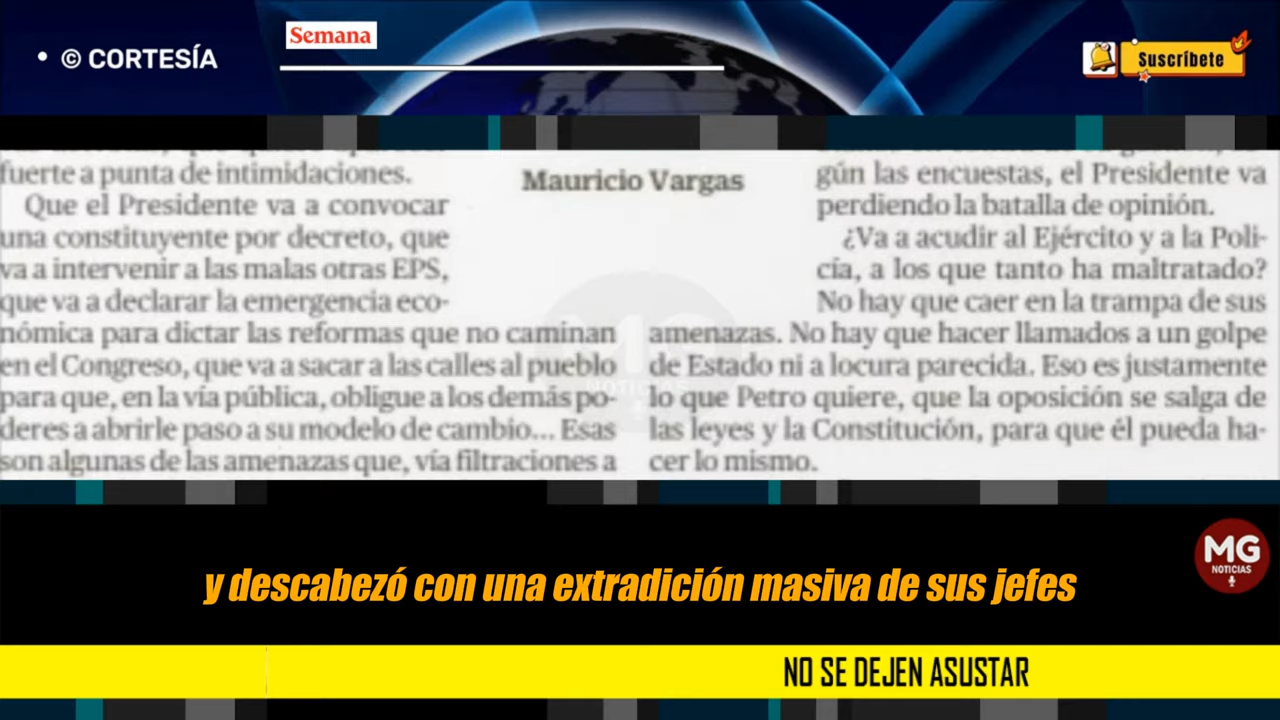 • © CORTESÍA
Semana
Suscríbete
fuerte a punta de intimidaciones.
Que el Presidente va a convocar
una constituyente por decreto, que
va a intervenir a las malas otras EPS,
que va a declarar la emergencia eco-
nómica para dictar las reformas que no caminan
en el Congreso, que va a sacar a las calles al pueblo
para que, en la vía pública, obligue a los demás po-
deres a abrirle paso a su modelo de cambio... Esas
son algunas de las amenazas que, vía filtraciones a
Mauricio Vargas
gún las encuestas, el Presidente va
perdiendo la batalla de opinión.
¿Va a acudir al Ejército y a la Poli-
cía, a los que tanto ha maltratado?
No hay que caer en la trampa de sus
amenazas. No hay que hacer llamados a un golpe
de Estado ni a locura parecida. Eso es justamente
lo que Petro quiere, que la oposición se salga de
las leyes y la Constitución, para que él pueda ha-
cer lo mismo.
MG
NOTICIAS
y descabezó con una extradición masiva de sus jefes
MG
NOTICIAS
NO SE DEJEN ASUSTAR